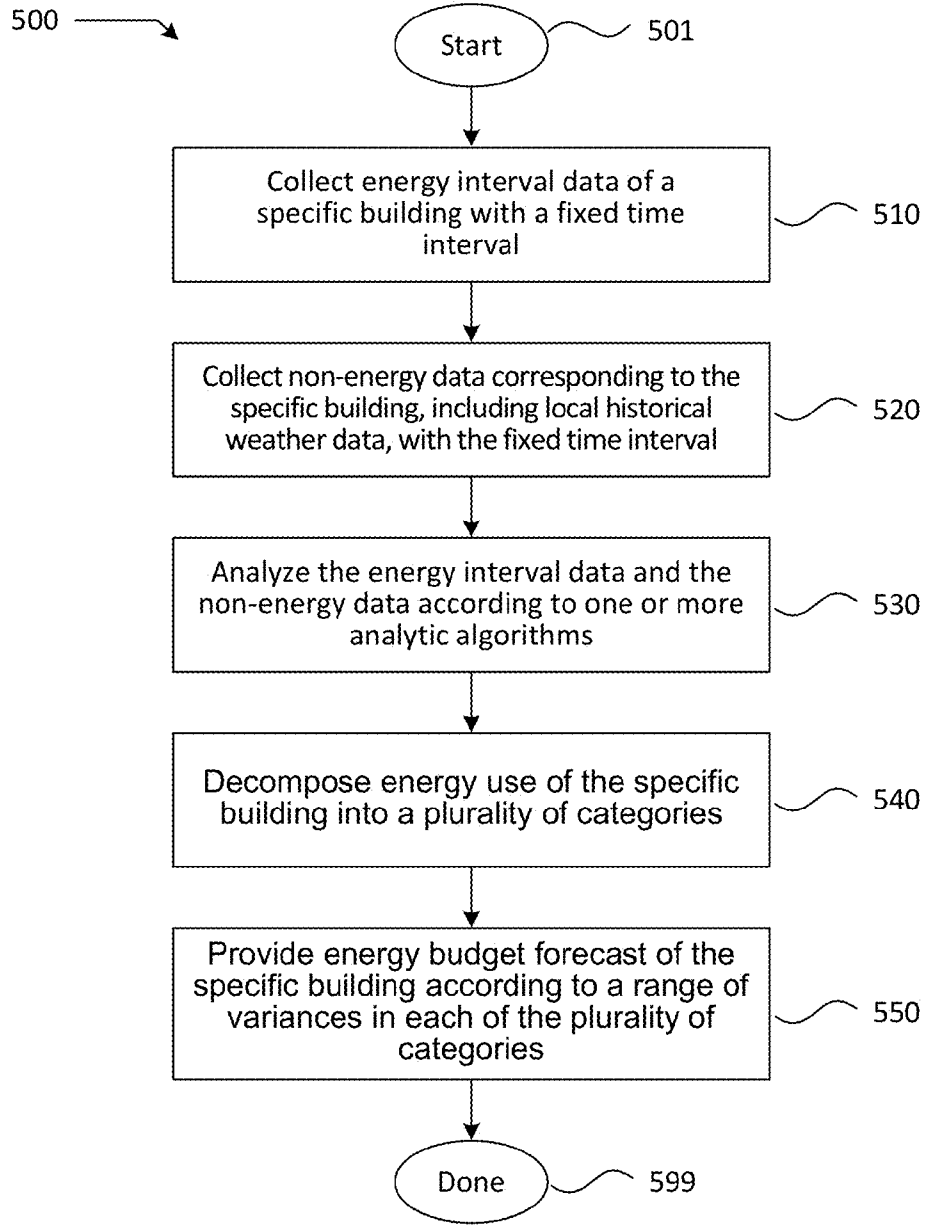 500
Start
501
Collect energy interval data of a
specific building with a fixed time
interval
510
Collect non-energy data corresponding to the
specific building, including local historical
weather data, with the fixed time interval
520
Analyze the energy interval data and the
non-energy data according to one or more
analytic algorithms
530
Decompose energy use of the specific
building into a plurality of categories
540
Provide energy budget forecast of the
specific building according to a range of
variances in each of the plurality of
categories
550
Done
599